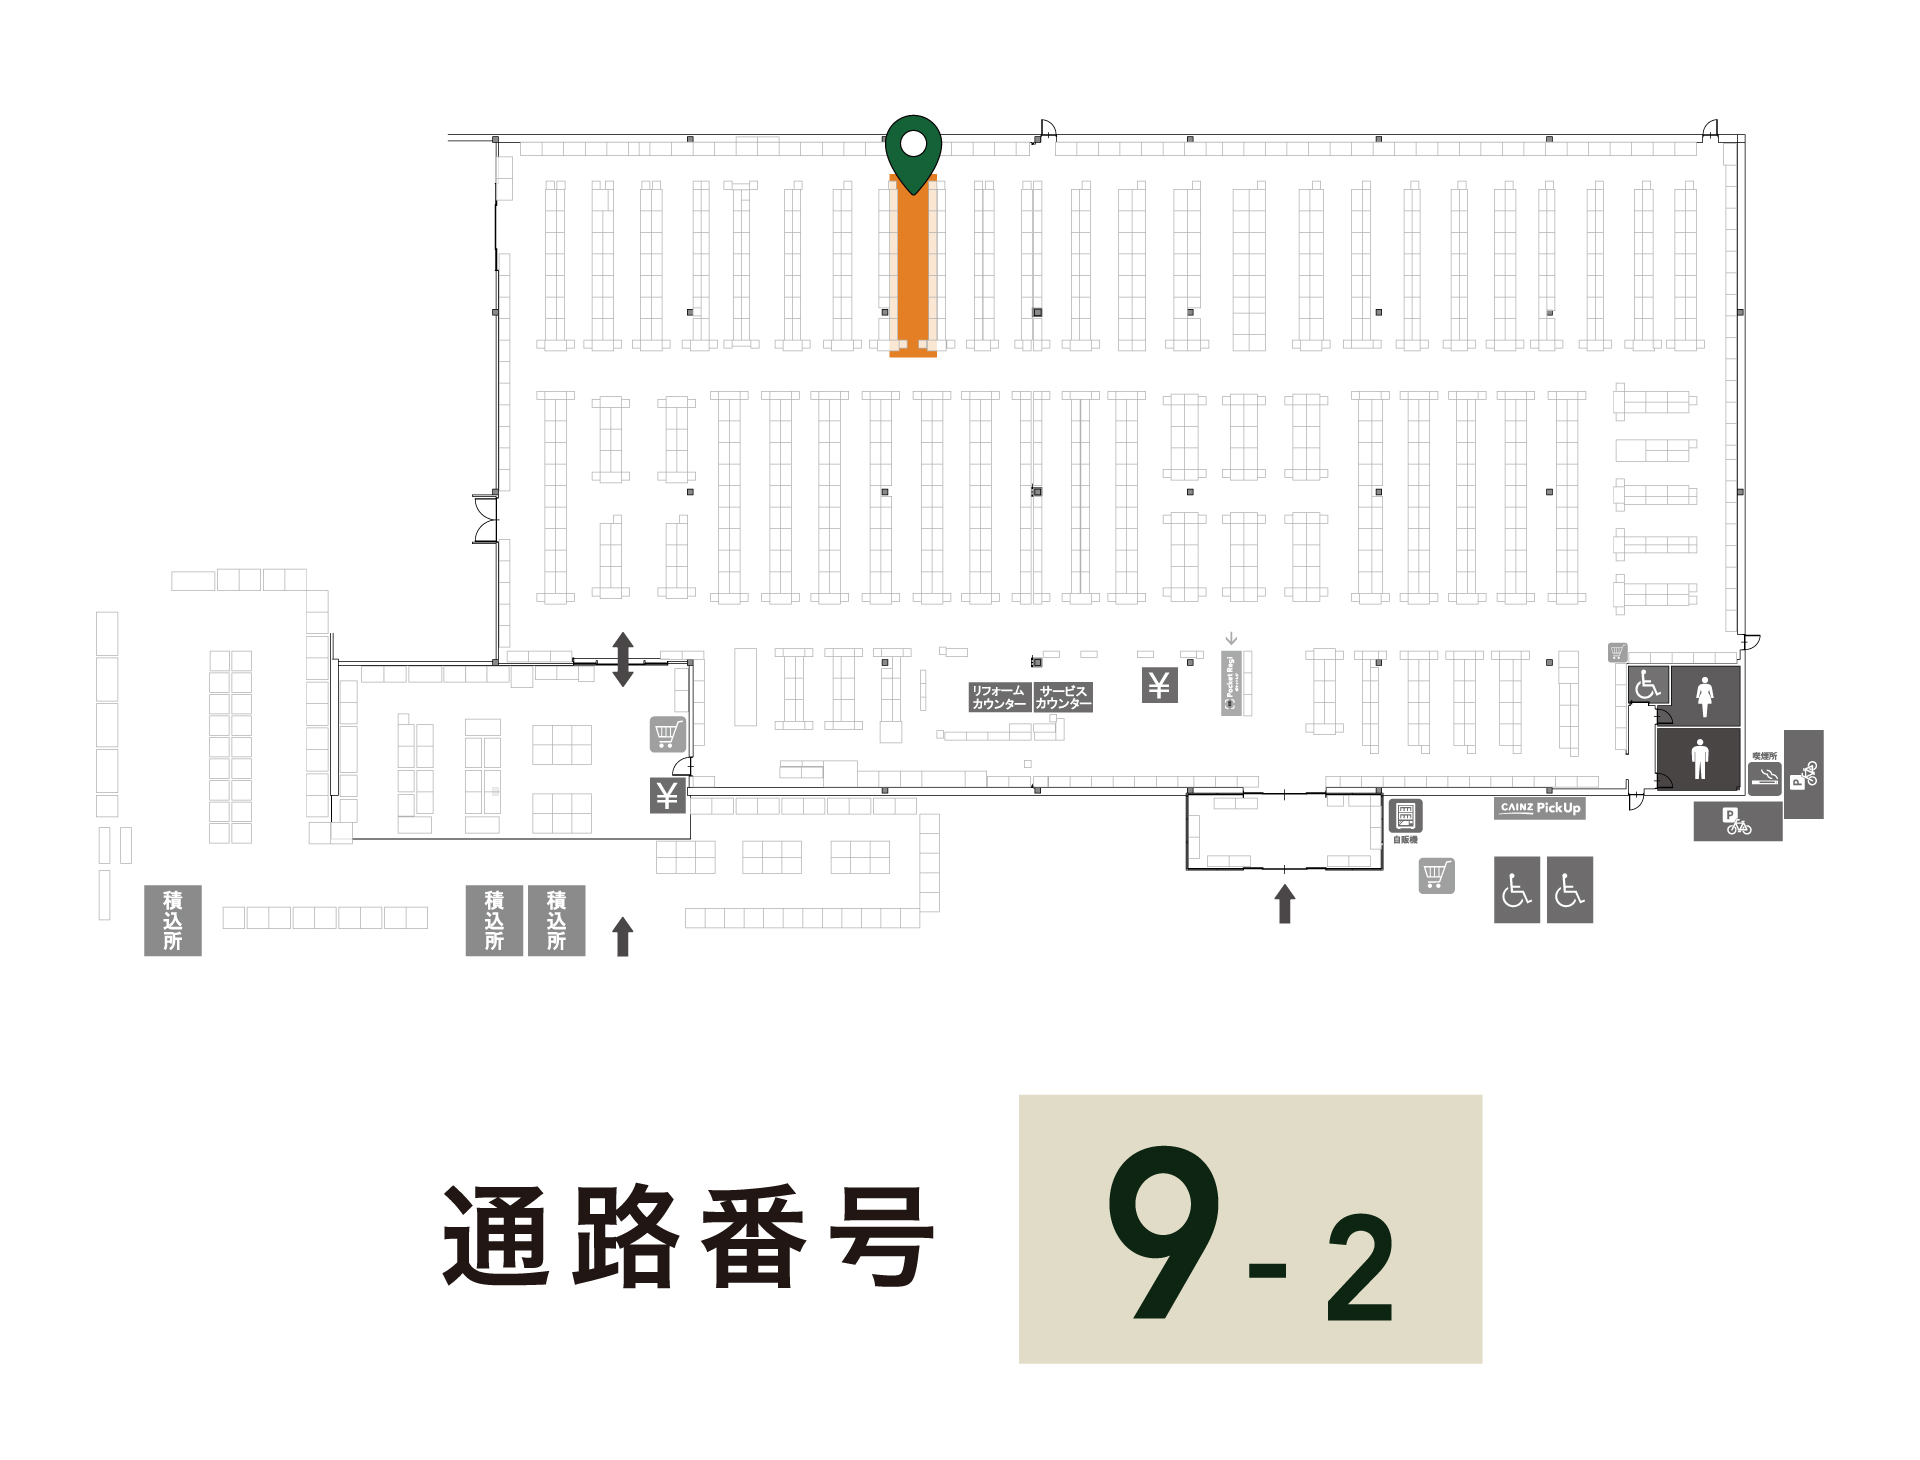 リフォーム
カウンター
サービス
カウンター
¥
Pocket Regi
喫煙所
P
¥
CAINZ PickUp
P
自販機
積込所
積込所
積込所
通路番号
9-2